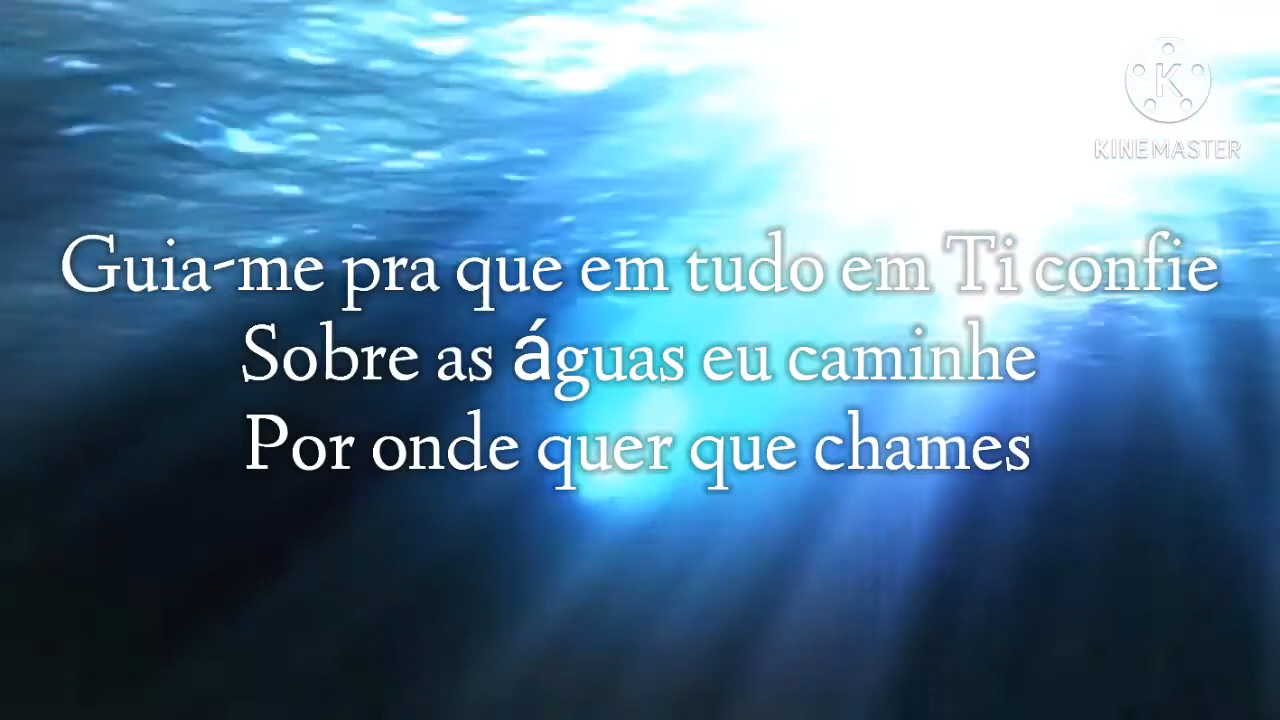 KINEMASTER
Guia-me pra que em tudo em Ti confie
Sobre as águas eu caminhe
Por onde quer que chames